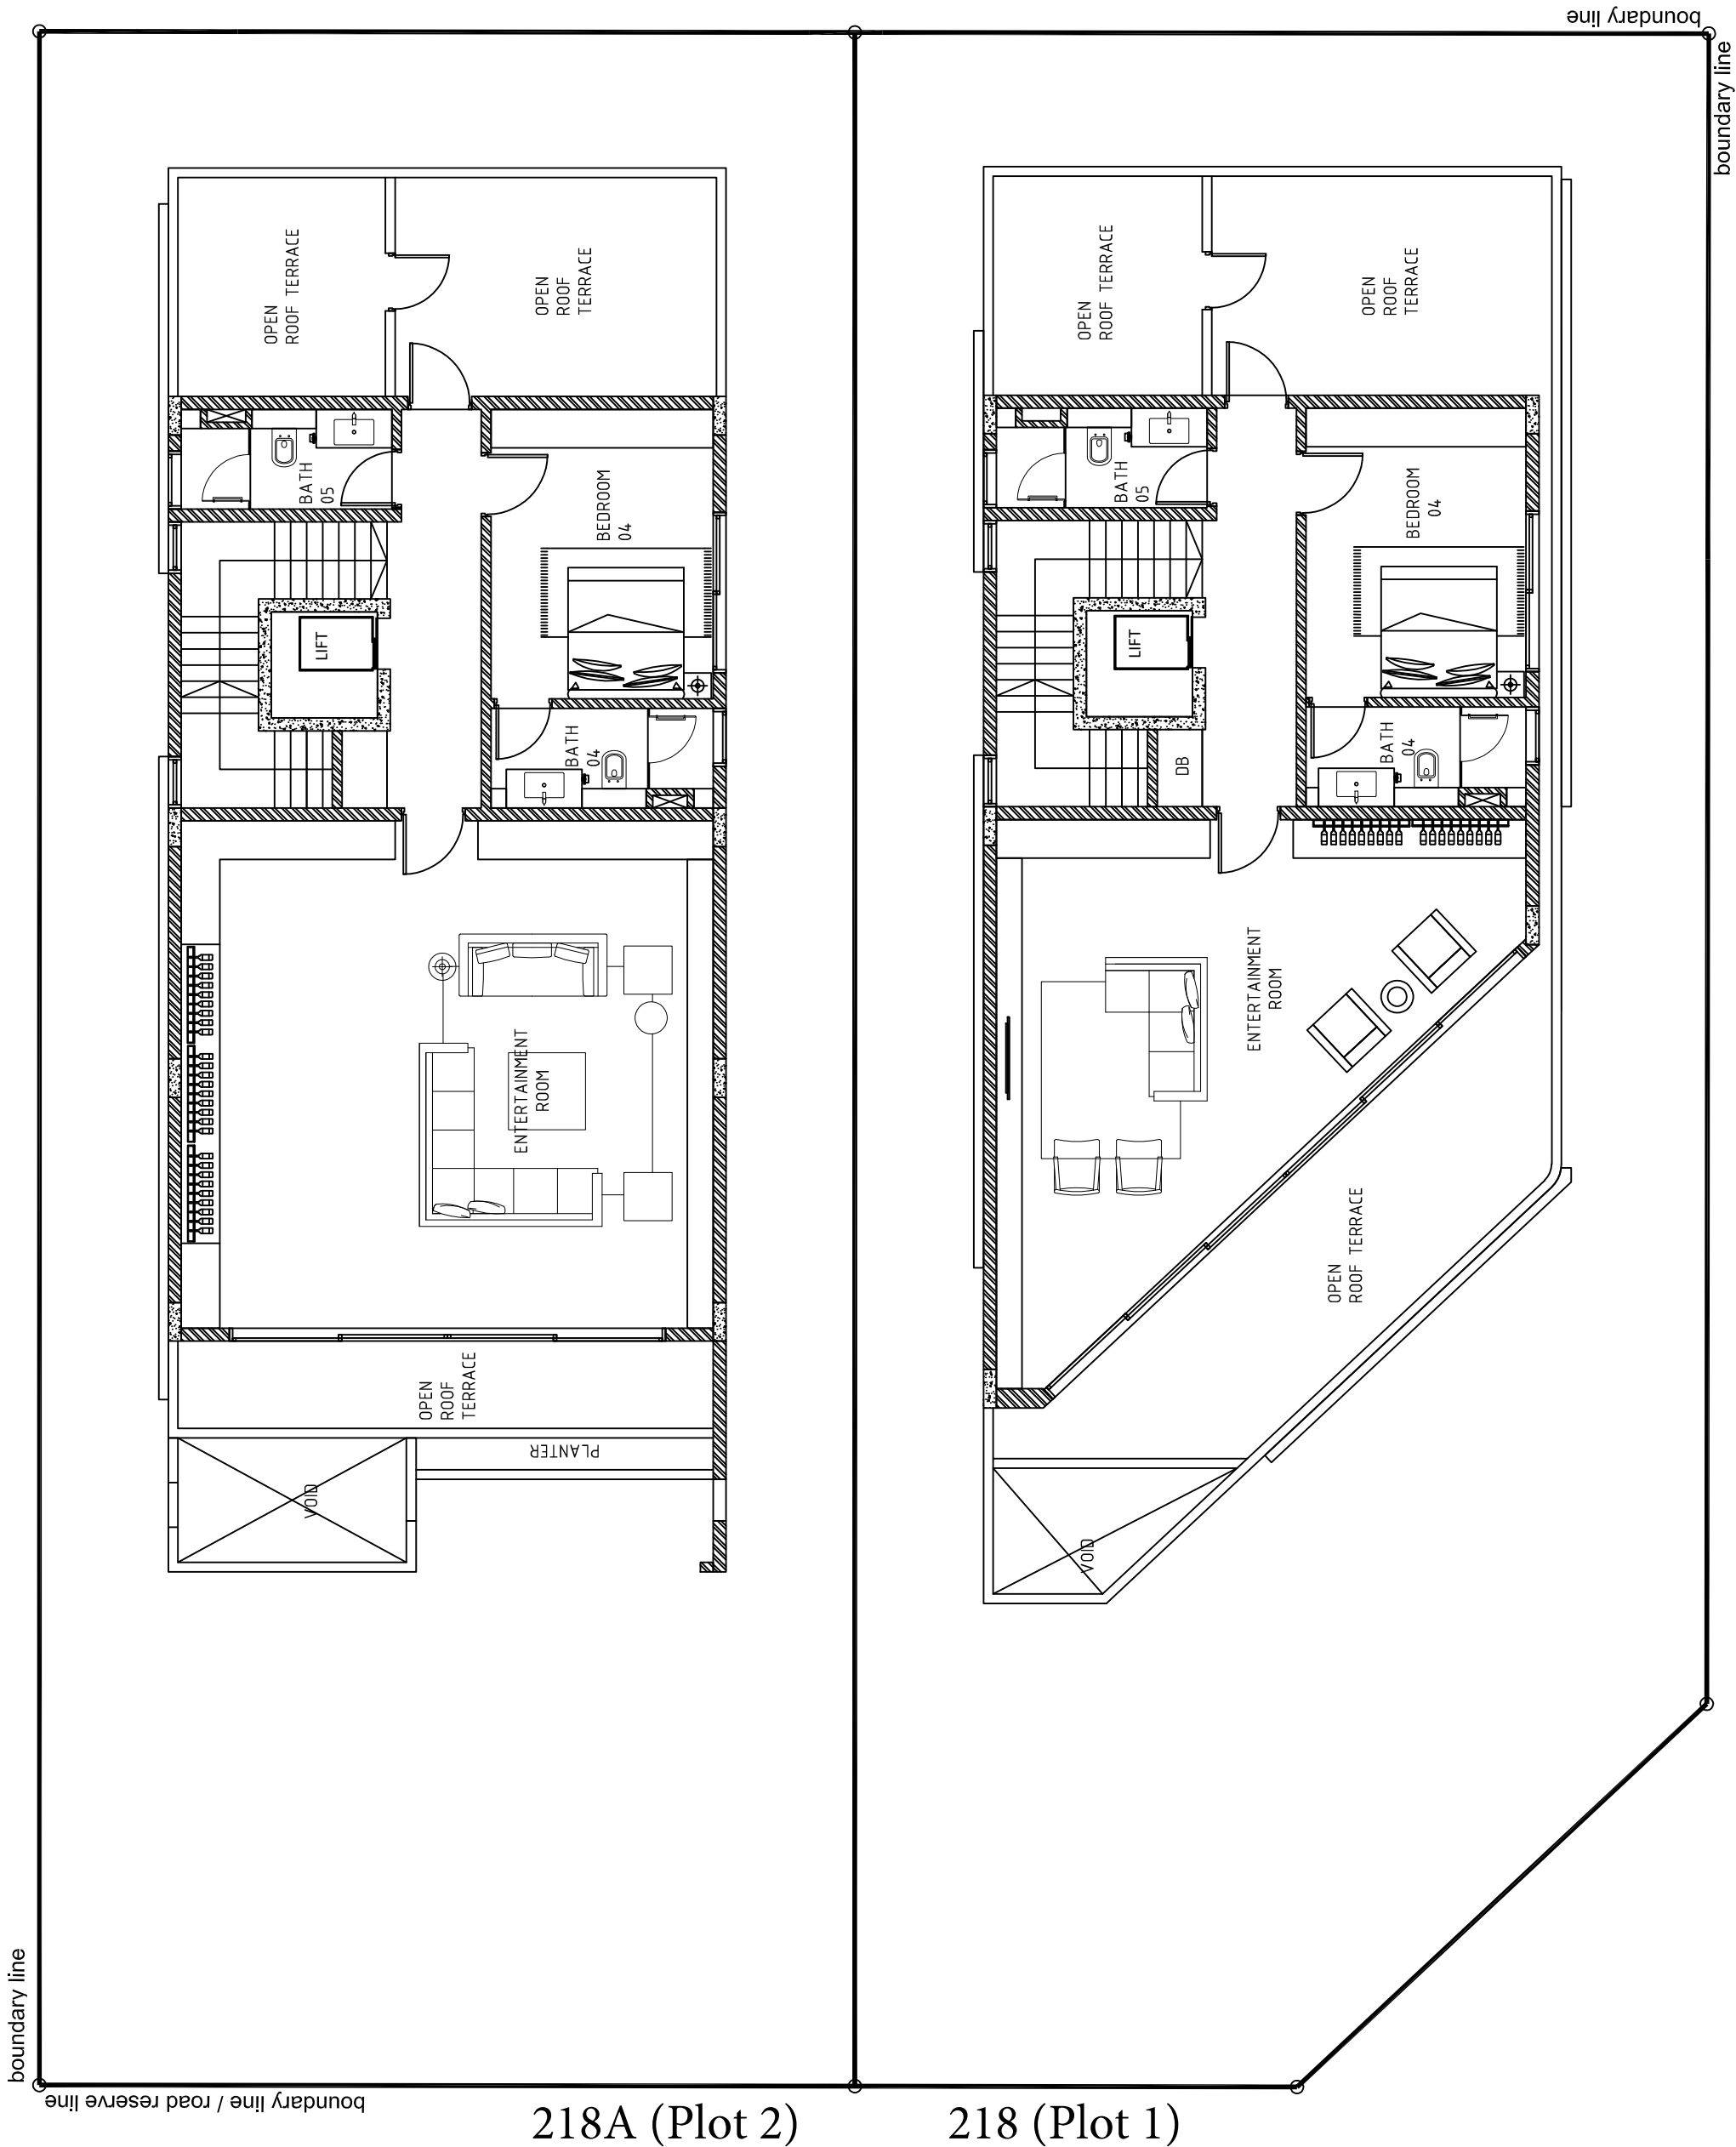 boundary line
boundary line
OPEN
ROOF TERRACE
OPEN
ROOF
TERRACE
OPEN
ROOF TERRACE
OPEN
ROOF
TERRACE
BATH
05
BEDROOM
04
LIFT
BATH
04
BATH
05
BEDROOM
04
LIFT
DB
BATH
04
ENTERTAINMENT
ROOM
ENTERTAINMENT
ROOM
OPEN
ROOF
TERRACE
PLANTER
VOID
OPEN
ROOF TERRACE
VOID
boundary line
boundary line / road reserve line
218A (Plot 2)
218 (Plot 1)